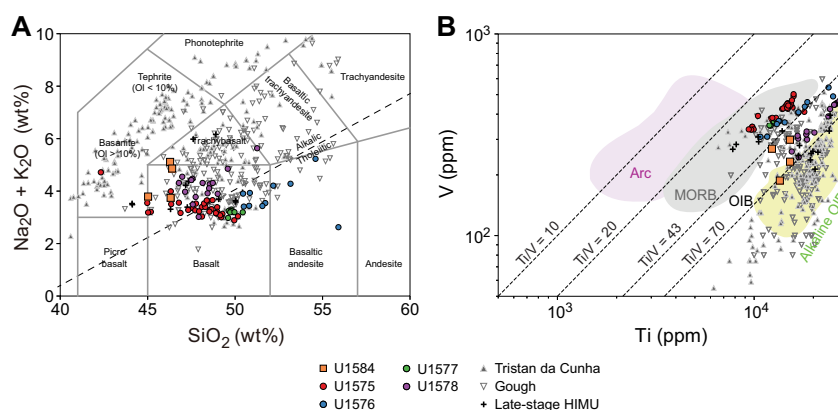 A
10
8
6
4
2
0
Na₂O + K₂O (wt%)
Phonotephrite
Tephrite
(Ol < 10%)
Basaltic
trachyandesite
Trachyandesite
Basanite
(Ol > 10%)
Trachybasalt
Alkalic
Tholeiitic
Picro
basalt
Basalt
Basaltic
andesite
Andesite
40
45
50
55
60
SiO₂ (wt%)
B
10³
10²
V (ppm)
Arc
MORB
OIB
Ti/V = 10
Ti/V = 20
Ti/V = 43
Ti/V = 70
10³
10⁴
Ti (ppm)
U1584
U1575
U1576
U1577
U1578
Tristan da Cunha
Gough
Late-stage HIMU